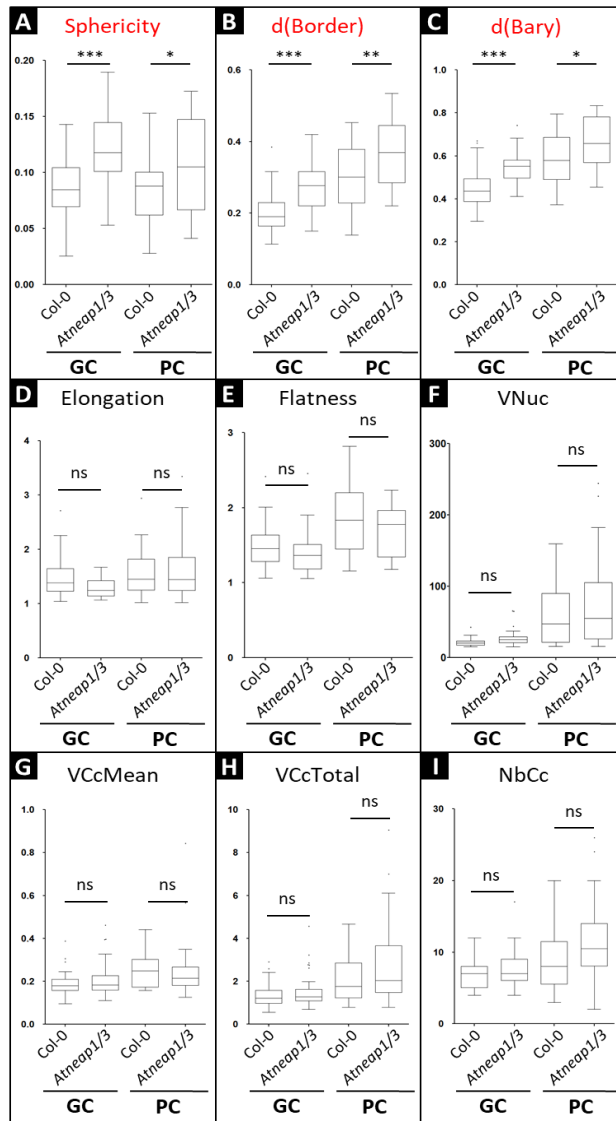 A Sphericity
0.20
0.15
0.10
0.05
0.00
*** *
Col-0 Atneap1/3 Col-0 Atneap1/3
GC PC
B d(Border)
0.6
0.4
0.2
0
*** **
Col-0 Atneap1/3 Col-0 Atneap1/3
GC PC
C d(Bary)
1.0
0.8
0.6
0.4
0.2
0
*** *
Col-0 Atneap1/3 Col-0 Atneap1/3
GC PC
D Elongation
4
3
2
1
0
ns ns
Col-0 Atneap1/3 Col-0 Atneap1/3
GC PC
E Flatness
3
2
1
0
ns ns
Col-0 Atneap1/3 Col-0 Atneap1/3
GC PC
F VNuc
300
200
100
0
ns ns
Col-0 Atneap1/3 Col-0 Atneap1/3
GC PC
G VCcMean
1.0
0.8
0.6
0.4
0.2
0.0
ns ns
Col-0 Atneap1/3 Col-0 Atneap1/3
GC PC
H VCcTotal
10
8
6
4
2
0
ns ns
Col-0 Atneap1/3 Col-0 Atneap1/3
GC PC
I NbCc
30
20
10
0
ns ns
Col-0 Atneap1/3 Col-0 Atneap1/3
GC PC